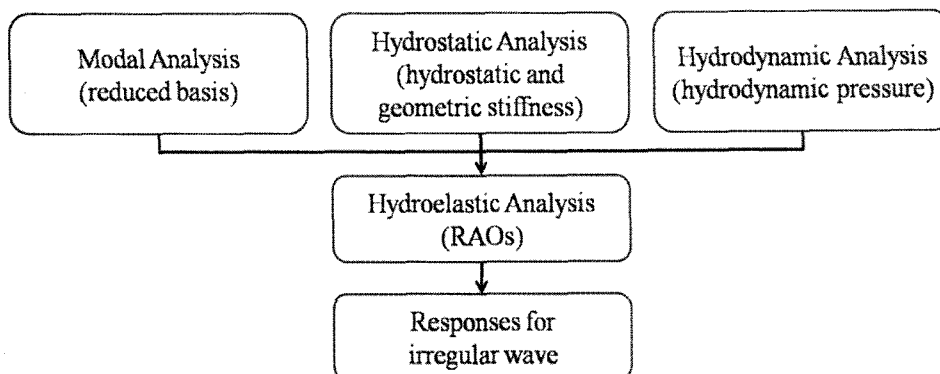 Modal Analysis
(reduced basis)
Hydrostatic Analysis
(hydrostatic and
geometric stiffness)
Hydrodynamic Analysis
(hydrodynamic pressure)
Hydroelastic Analysis
(RAOs)
Responses for
irregular wave